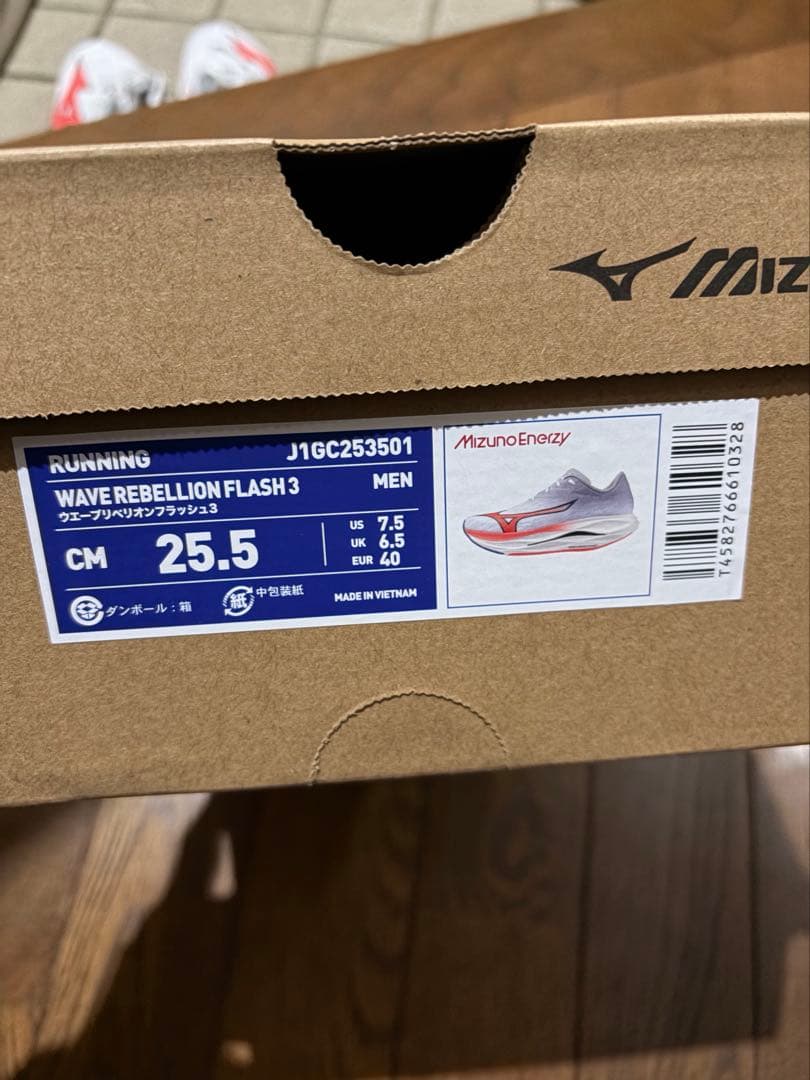 MIZ
RUNNING J1GC253501
WAVE REBELLION FLASH 3 MEN
ウエーブリベリオンフラッシュ3
CM 25.5
US 7.5
UK 6.5
EUR 40
ダンボール：箱
紙 中包装紙
MADE IN VIETNAM
Mizuno Enerzy
T4582766610328